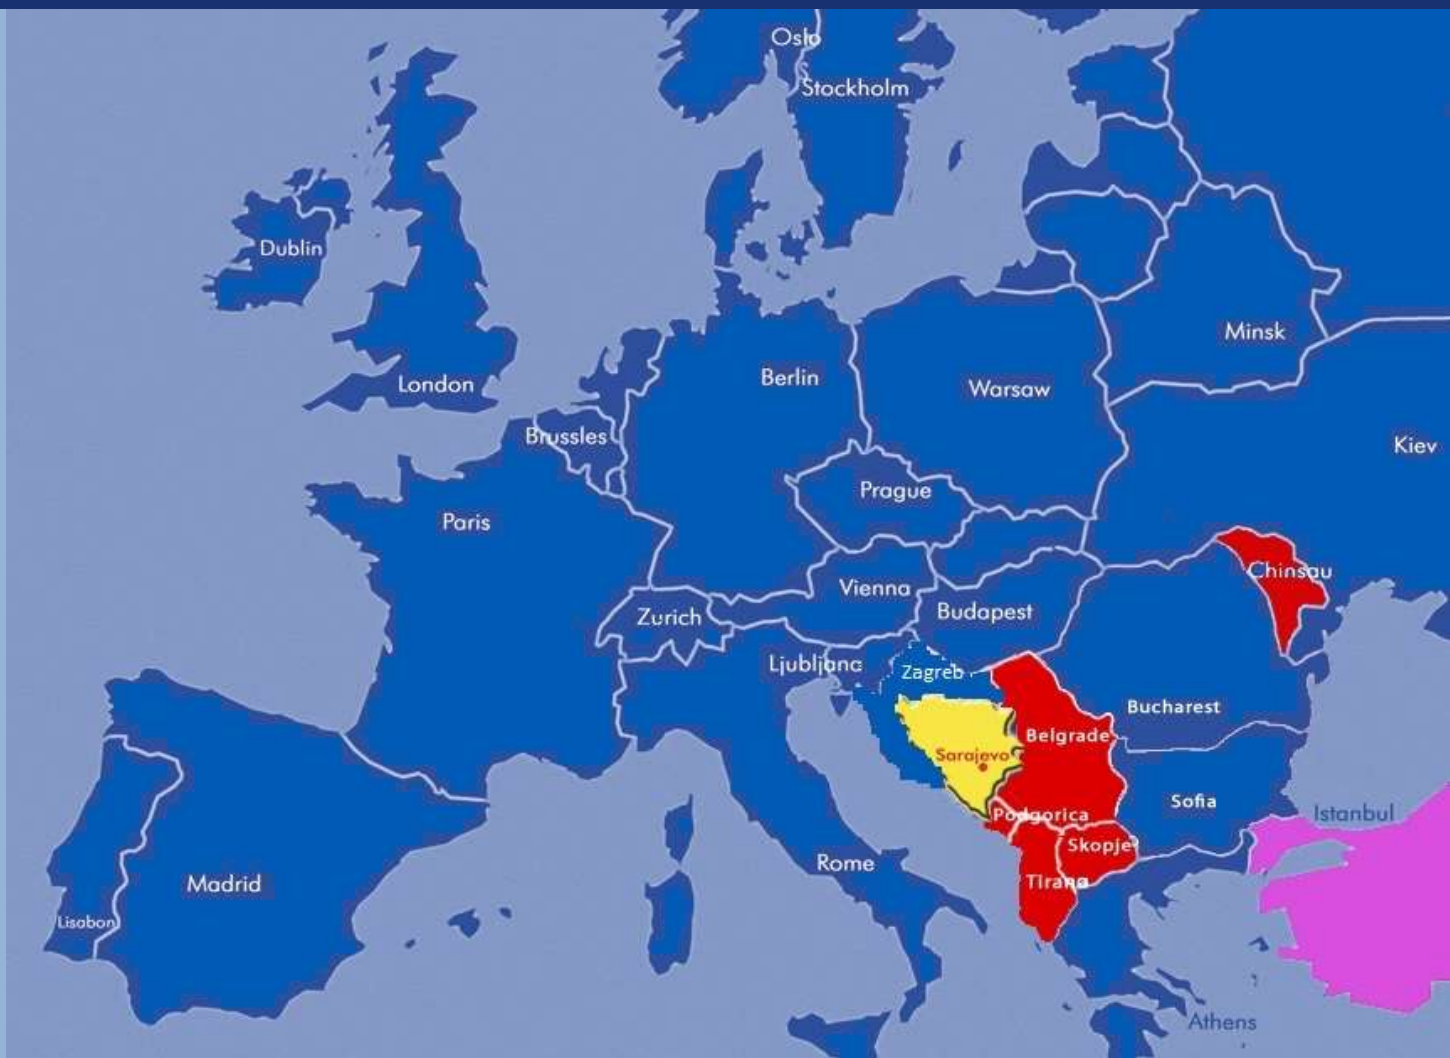 Oslo
Stockholm
Dublin
Minsk
London
Berlin
Warsaw
Brussles
Kiev
Prague
Paris
Chinsau
Vienna
Zurich
Budapest
Ljubljana
Zagreb
Bucharest
Belgrade
Sarajevo
Sofia
Istanbul
Podgorica
Skopje
Rome
Tirana
Madrid
Lisabon
Athens